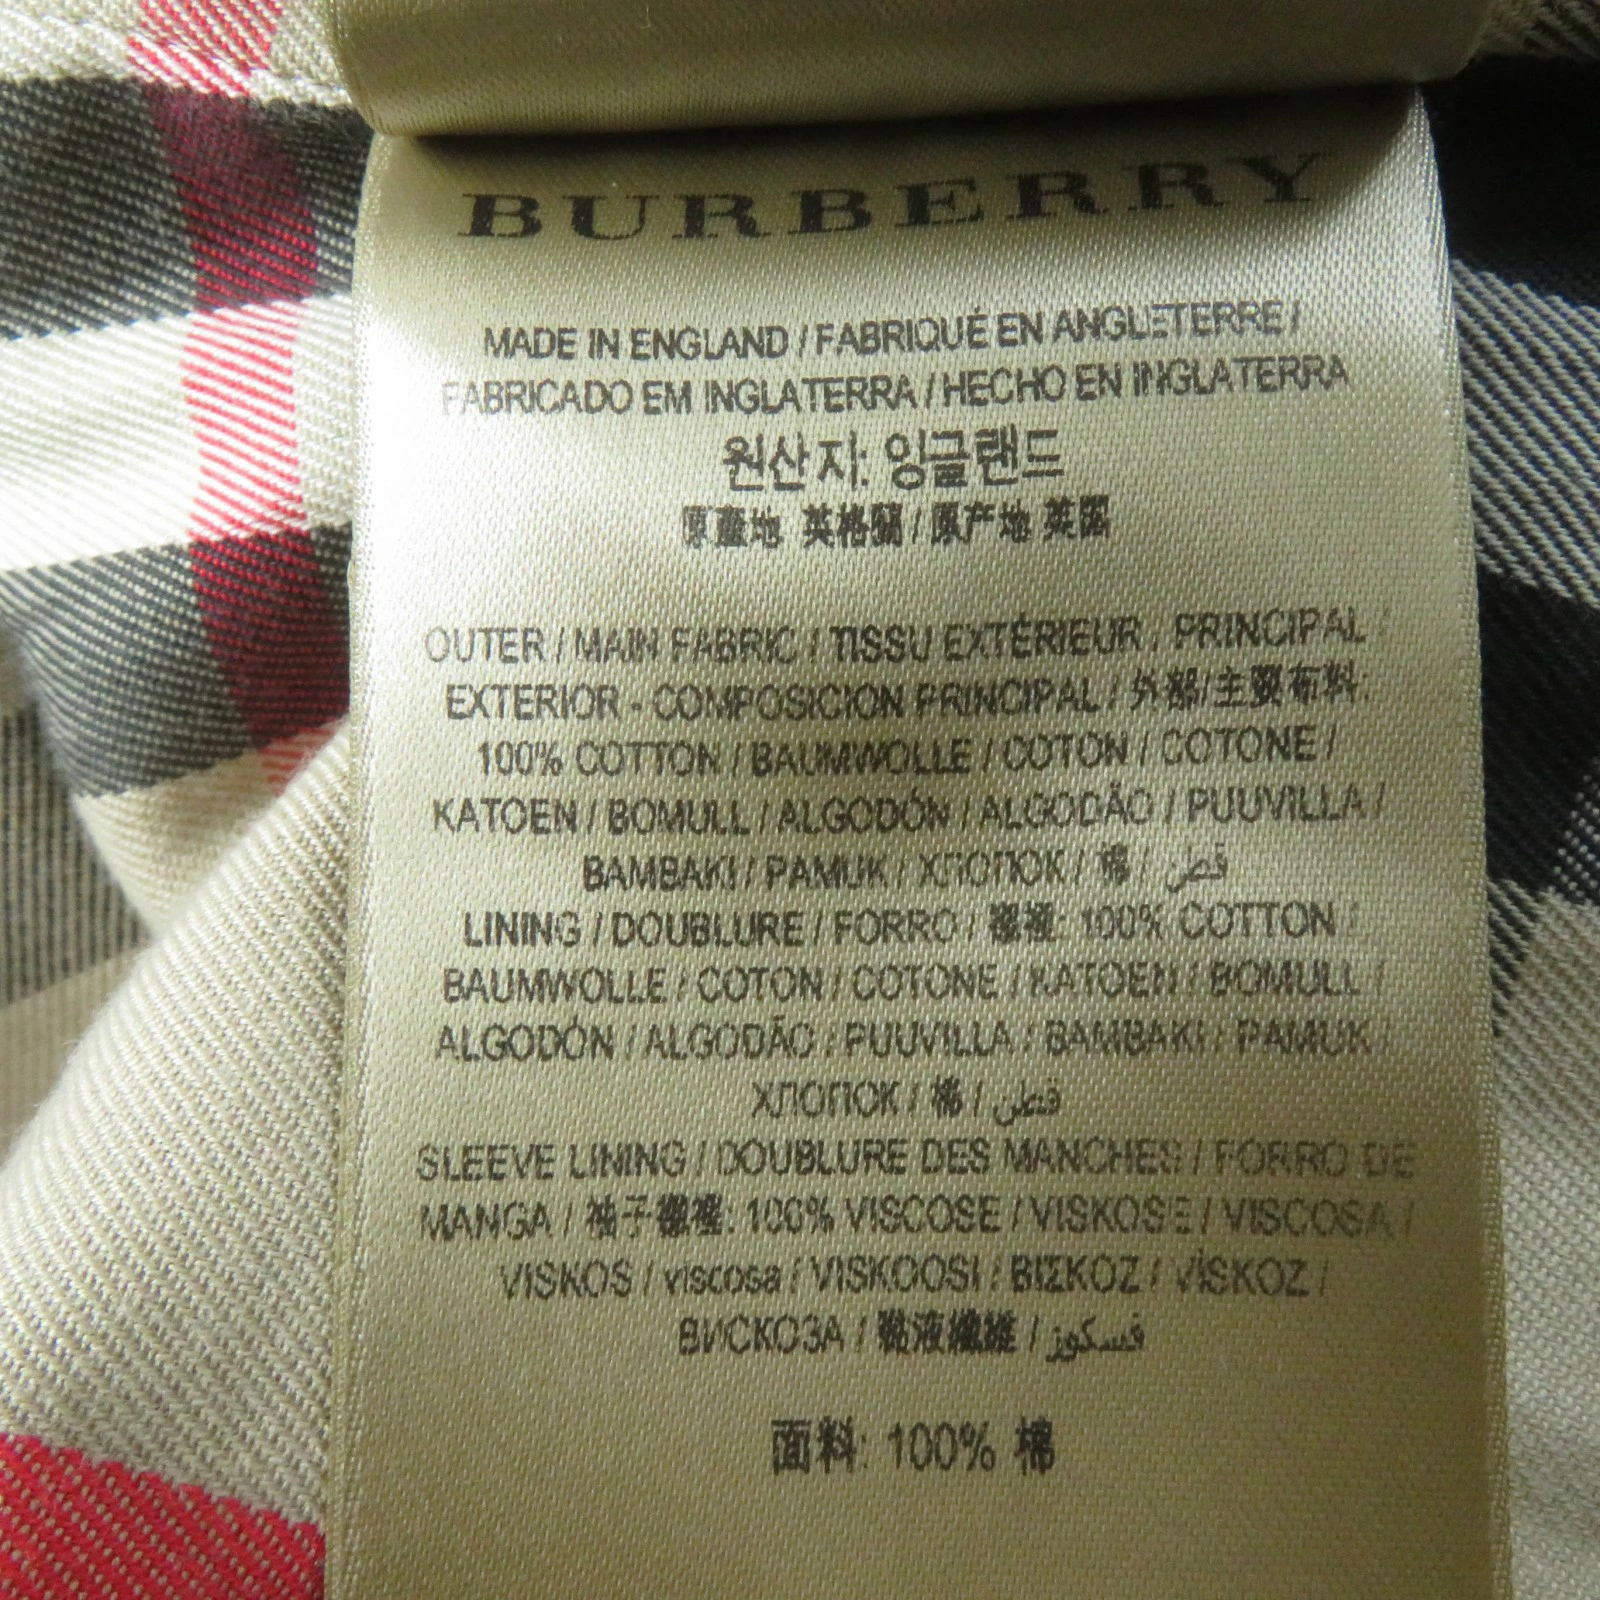 BURBERRY
MADE IN ENGLAND / FABRIQUÉ EN ANGLETERRE /
FABRICADO EM INGLATERRA / HECHO EN INGLATERRA
원산지: 잉글랜드
原產地 英格蘭 / 原产地 英国
OUTER / MAIN FABRIC / TISSU EXTÉRIEUR / PRINCIPAL /
EXTERIOR - COMPOSICION PRINCIPAL / 外部/主要布料:
100% COTTON / BAUMWOLLE / COTON / COTONE /
KATOEN / BOMULL / ALGODÓN / ALGODÃO / PUUVILLA /
BAMBAKI / PAMUK / ХЛОПОК / 棉 / قطن
LINING / DOUBLURE / FORRO / 襯裡: 100% COTTON /
BAUMWOLLE / COTON / COTONE / KATOEN / BOMULL /
ALGODÓN / ALGODÃO / PUUVILLA / BAMBAKI / PAMUK /
ХЛОПОК / 棉 / قطن
SLEEVE LINING / DOUBLURE DES MANCHES / FORRO DE
MANGA / 袖子襯裡: 100% VISCOSE / VISKOSE / VISCOSA /
VISKOS / viscosa / VISKOOSI / ΒΙΣΚΟΖ / VİSKOZ /
ВИСКОЗА / 黏液纖維 / فسكوز
面料: 100% 棉